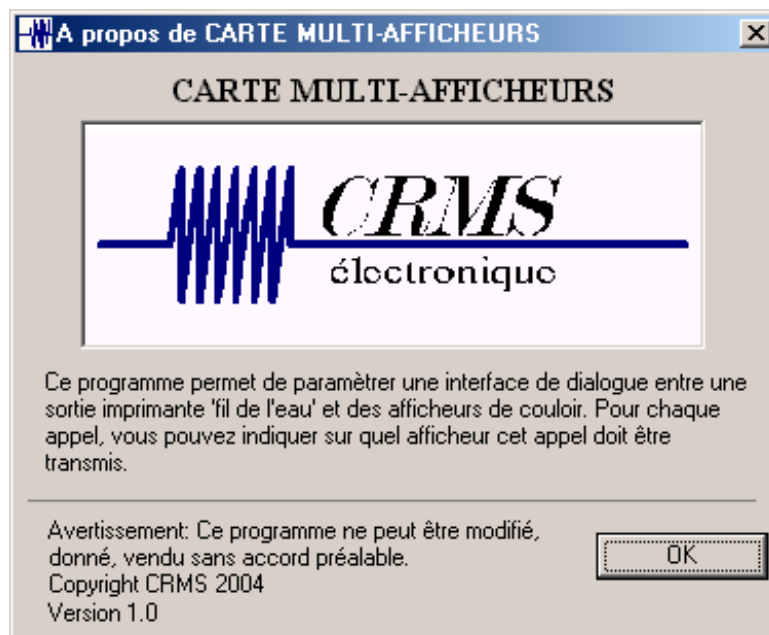 A propos de CARTE MULTI-AFFICHEURS
CARTE MULTI-AFFICHEURS
CRMS
électronique
Ce programme permet de paramètrer une interface de dialogue entre une
sortie imprimante 'fil de l'eau' et des afficheurs de couloir. Pour chaque
appel, vous pouvez indiquer sur quel afficheur cet appel doit être
transmis.
Avertissement: Ce programme ne peut être modifié,
donné, vendu sans accord préalable.
Copyright CRMS 2004
Version 1.0
OK